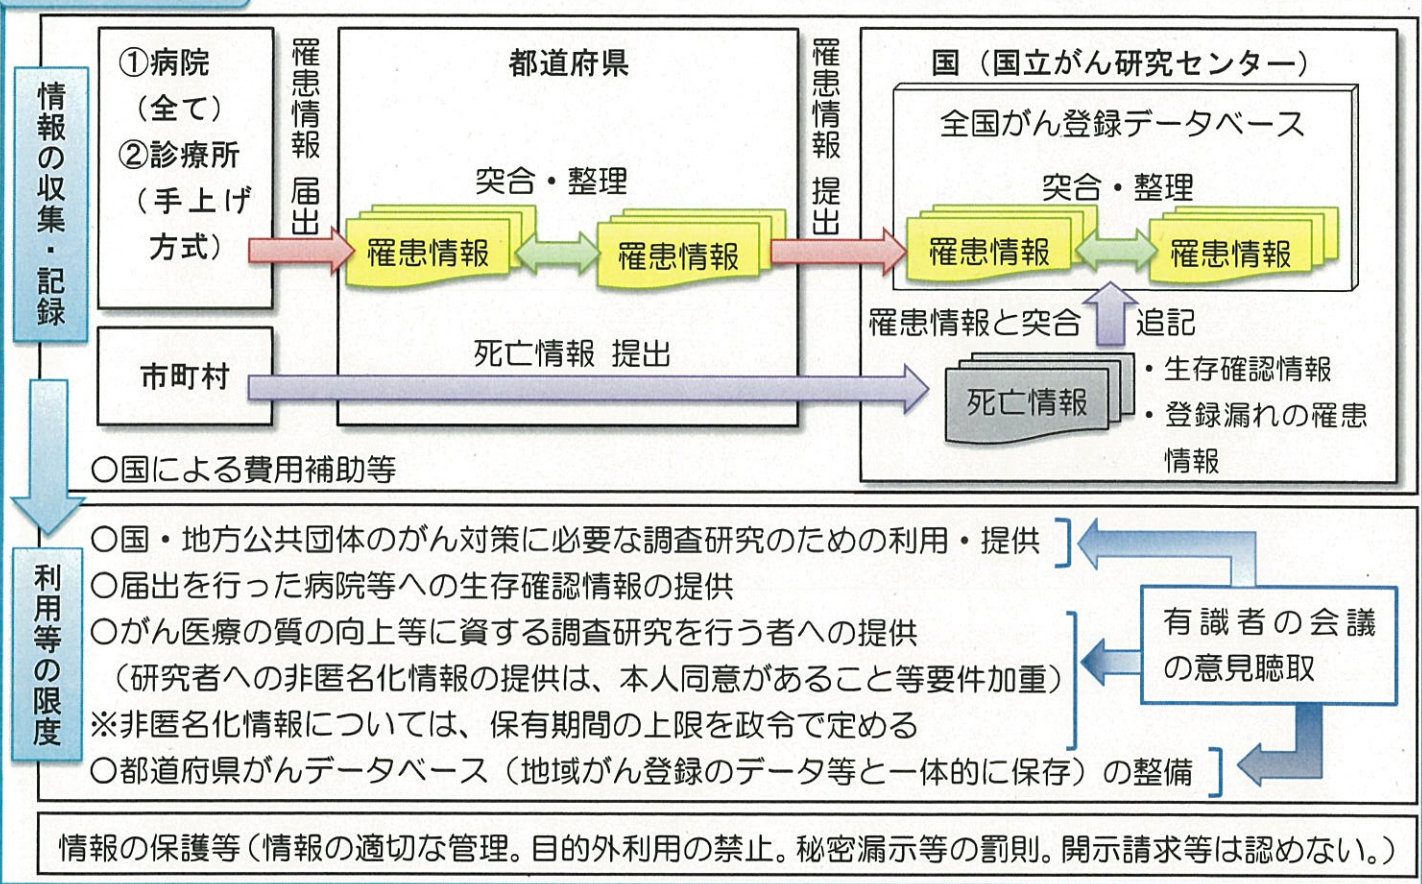 情報の収集・記録
①病院
（全て）
②診療所
（手上げ
方式）
罹患情報 届出
都道府県
突合・整理
罹患情報
罹患情報
罹患情報 提出
国（国立がん研究センター）
全国がん登録データベース
突合・整理
罹患情報
罹患情報
罹患情報と突合
追記
市町村
死亡情報 提出
死亡情報
・生存確認情報
・登録漏れの罹患
情報
○国による費用補助等
利用等の限度
○国・地方公共団体のがん対策に必要な調査研究のための利用・提供
○届出を行った病院等への生存確認情報の提供
○がん医療の質の向上等に資する調査研究を行う者への提供
（研究者への非匿名化情報の提供は、本人同意があること等要件加重）
※非匿名化情報については、保有期間の上限を政令で定める
○都道府県がんデータベース（地域がん登録のデータ等と一体的に保存）の整備
有識者の会議
の意見聴取
情報の保護等（情報の適切な管理。目的外利用の禁止。秘密漏示等の罰則。開示請求等は認めない。）